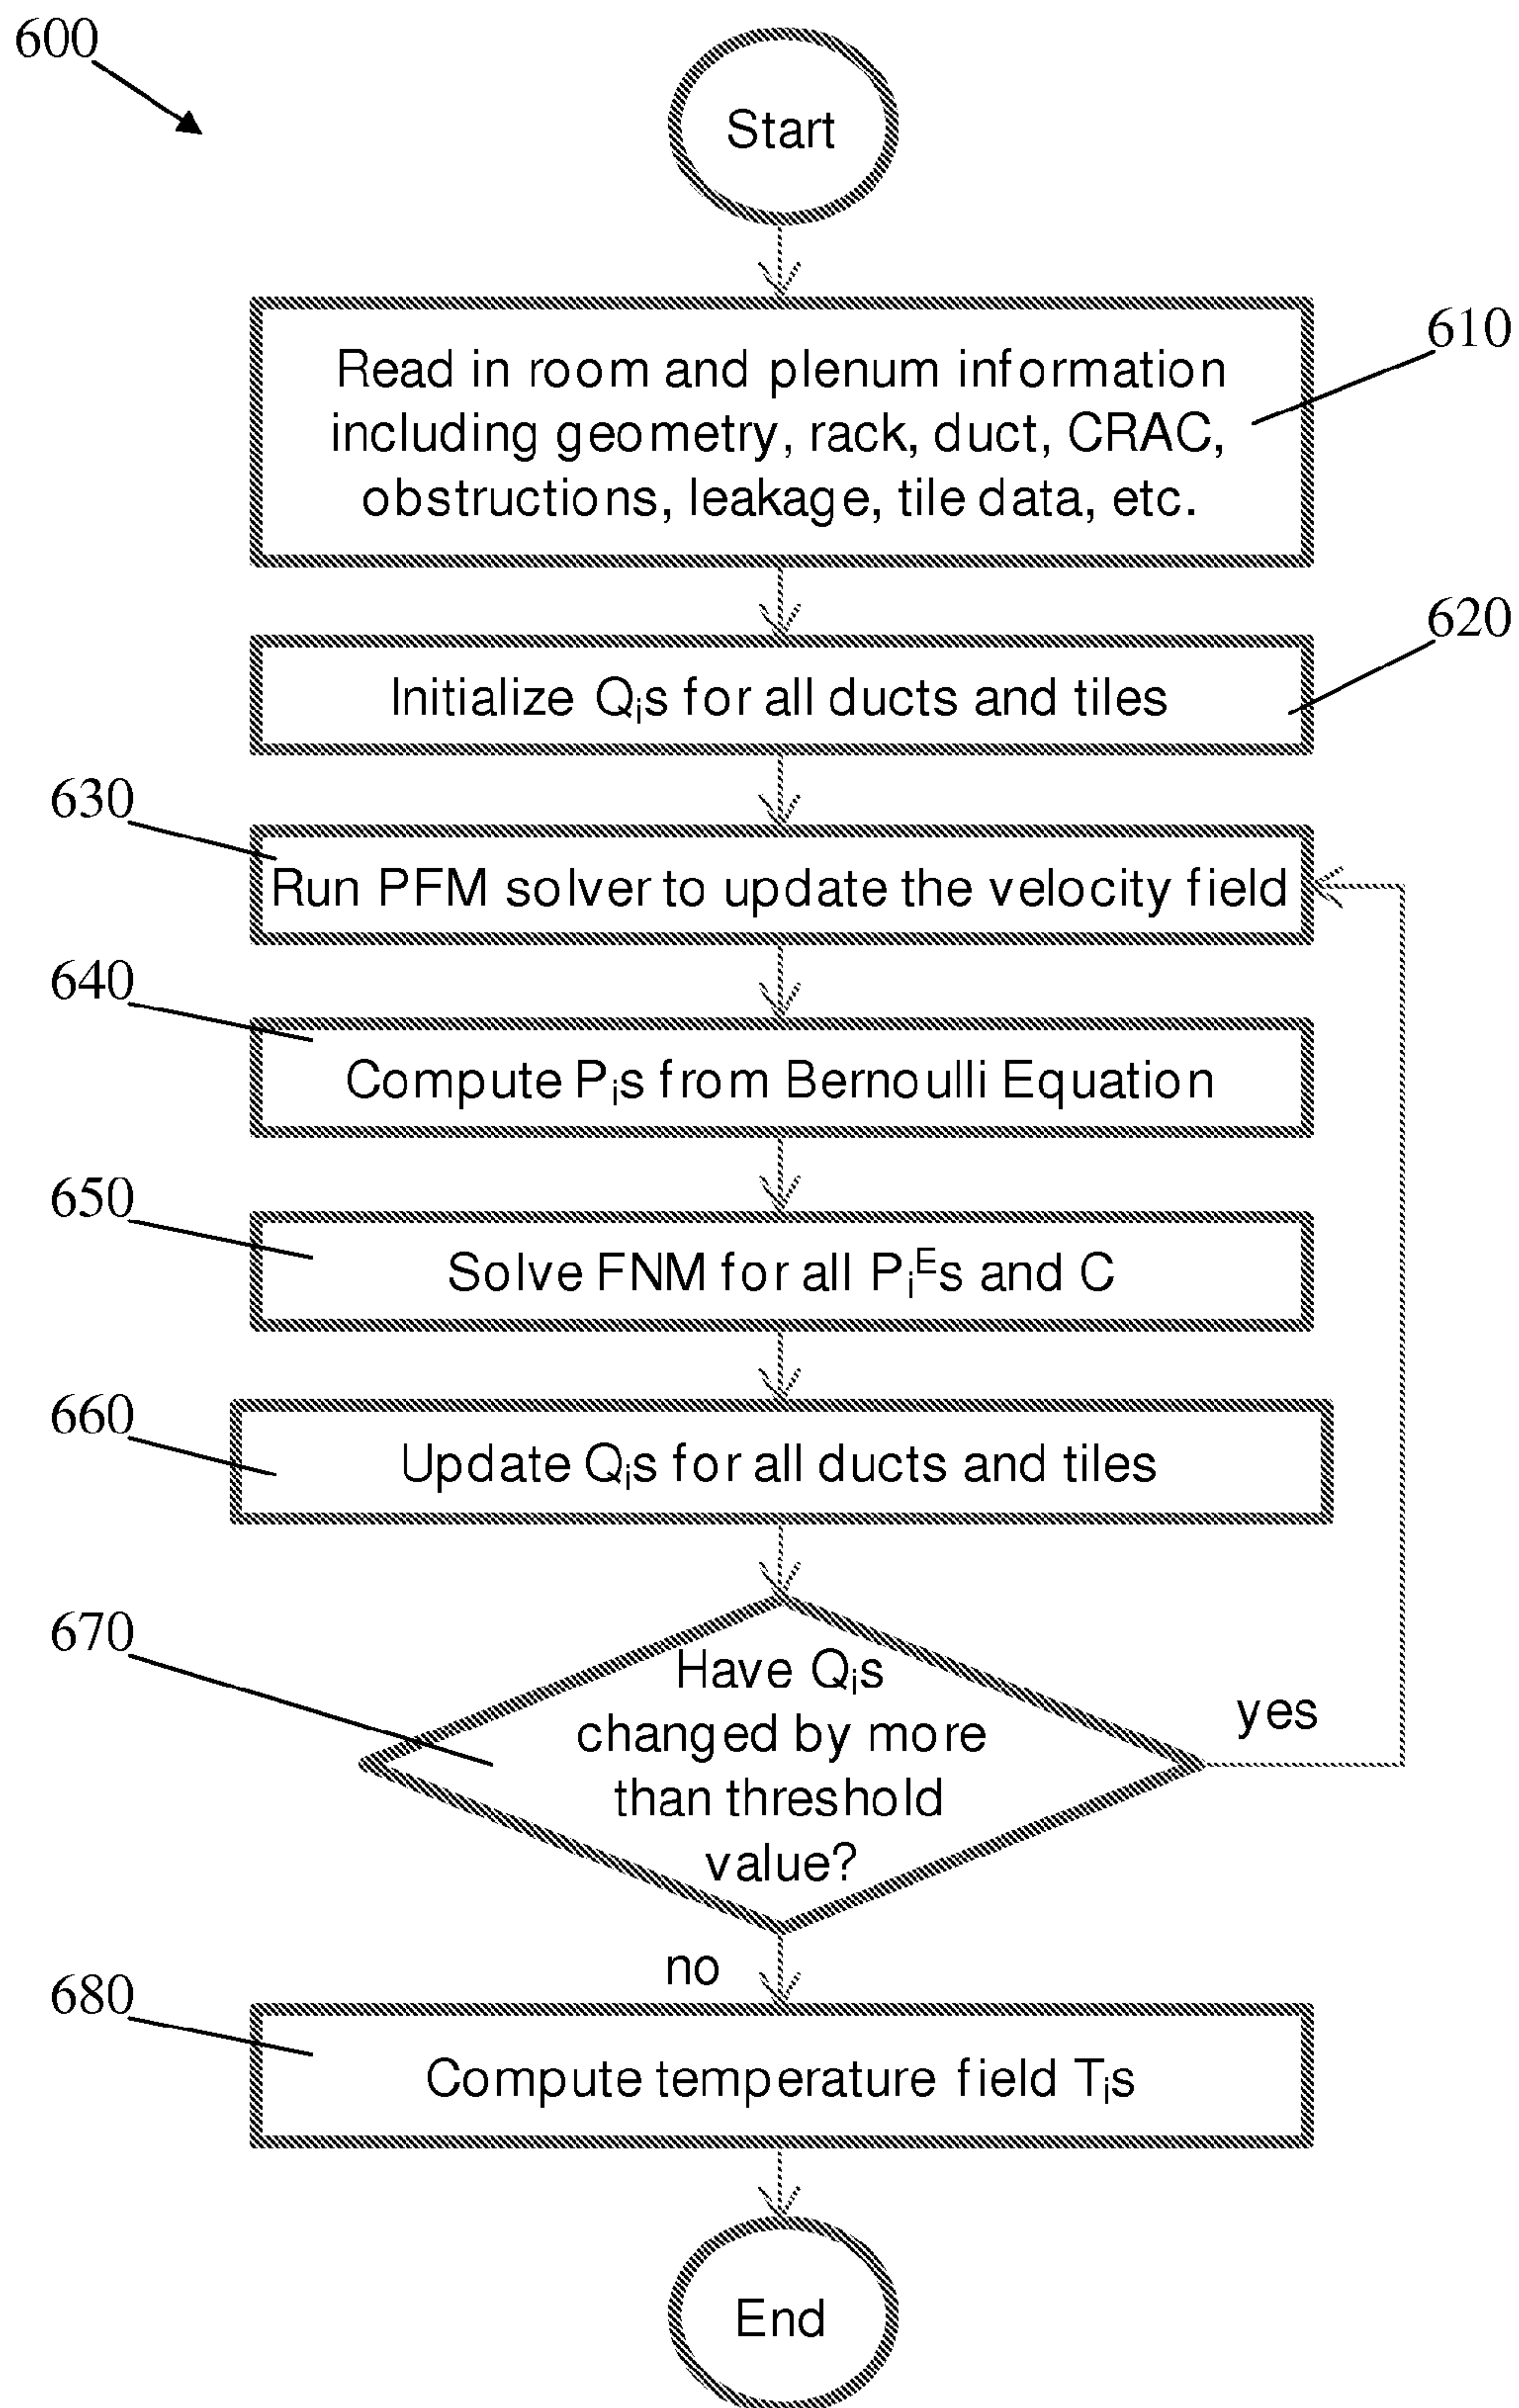 600
Start
Read in room and plenum information
including geometry, rack, duct, CRAC,
obstructions, leakage, tile data, etc.
610
Initialize Qᵢs for all ducts and tiles
620
630
Run PFM solver to update the velocity field
640
Compute Pᵢs from Bernoulli Equation
650
Solve FNM for all Pᵢᴱs and C
660
Update Qᵢs for all ducts and tiles
670
Have Qᵢs
changed by more
than threshold
value?
yes
no
680
Compute temperature field Tᵢs
End